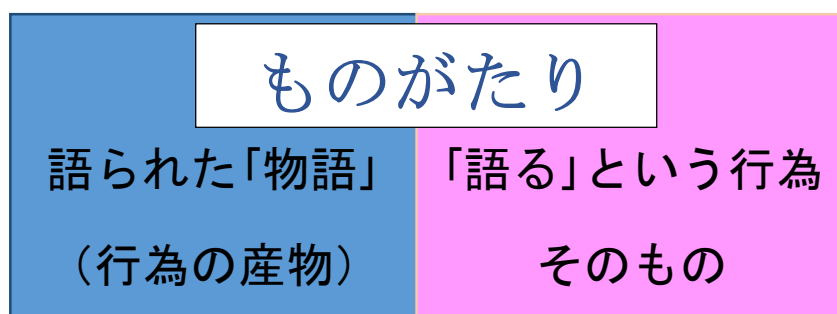 ものがたり
語られた「物語」
（行為の産物）
「語る」という行為
そのもの